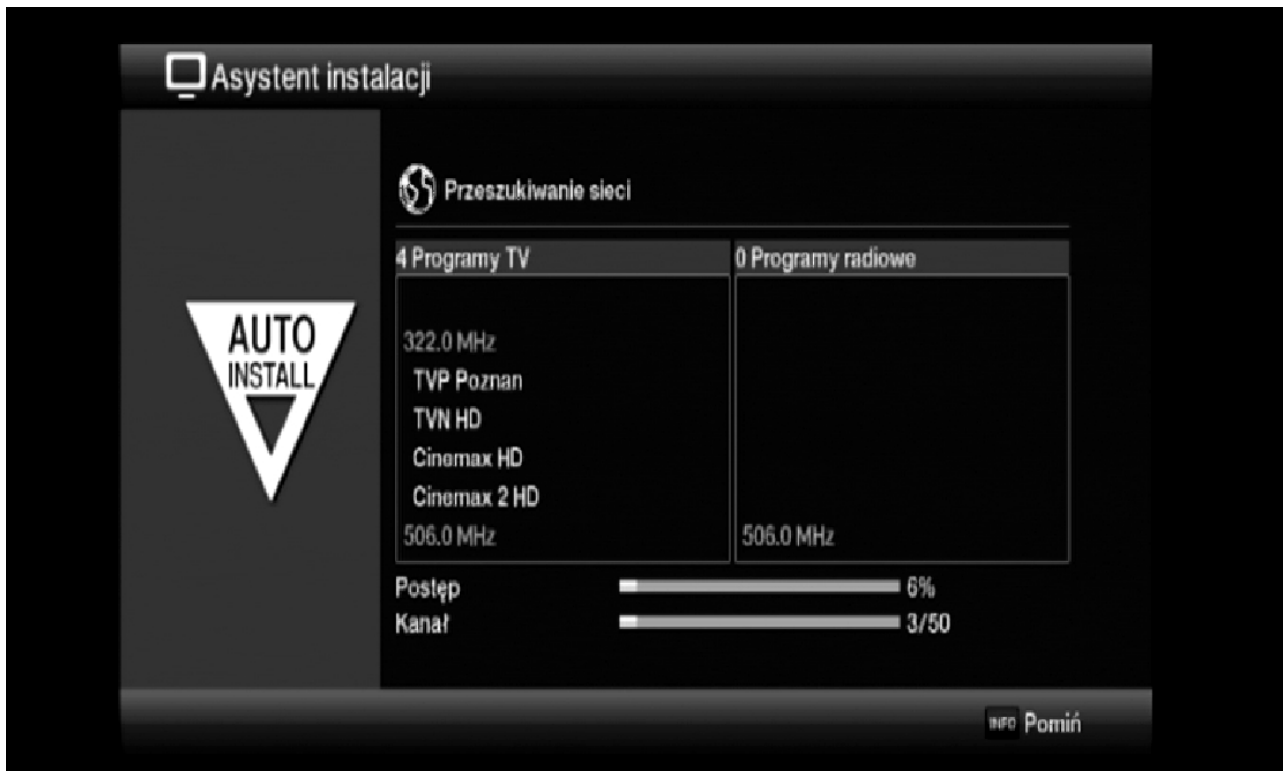 Asystent instalacji
Przeszukiwanie sieci
4 Programy TV
0 Programy radiowe
AUTO
INSTALL
322.0 MHz
TVP Poznan
TVN HD
Cinemax HD
Cinemax 2 HD
506.0 MHz
506.0 MHz
Postęp 6%
Kanał 3/50
INFO Pomiń